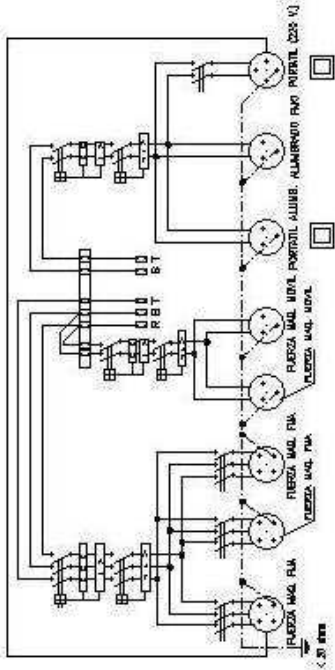 FUERZA MAQ. FIJA
FUERZA MAQ. FIJA
FUERZA MAQ. FIJA
FUERZA MAQ. MOVIL
FUERZA MAQ. MOVIL
PORTATIL ALUMB.
ALUMBRADO FIJO
PORTATIL (220 V.)
R S T
S T